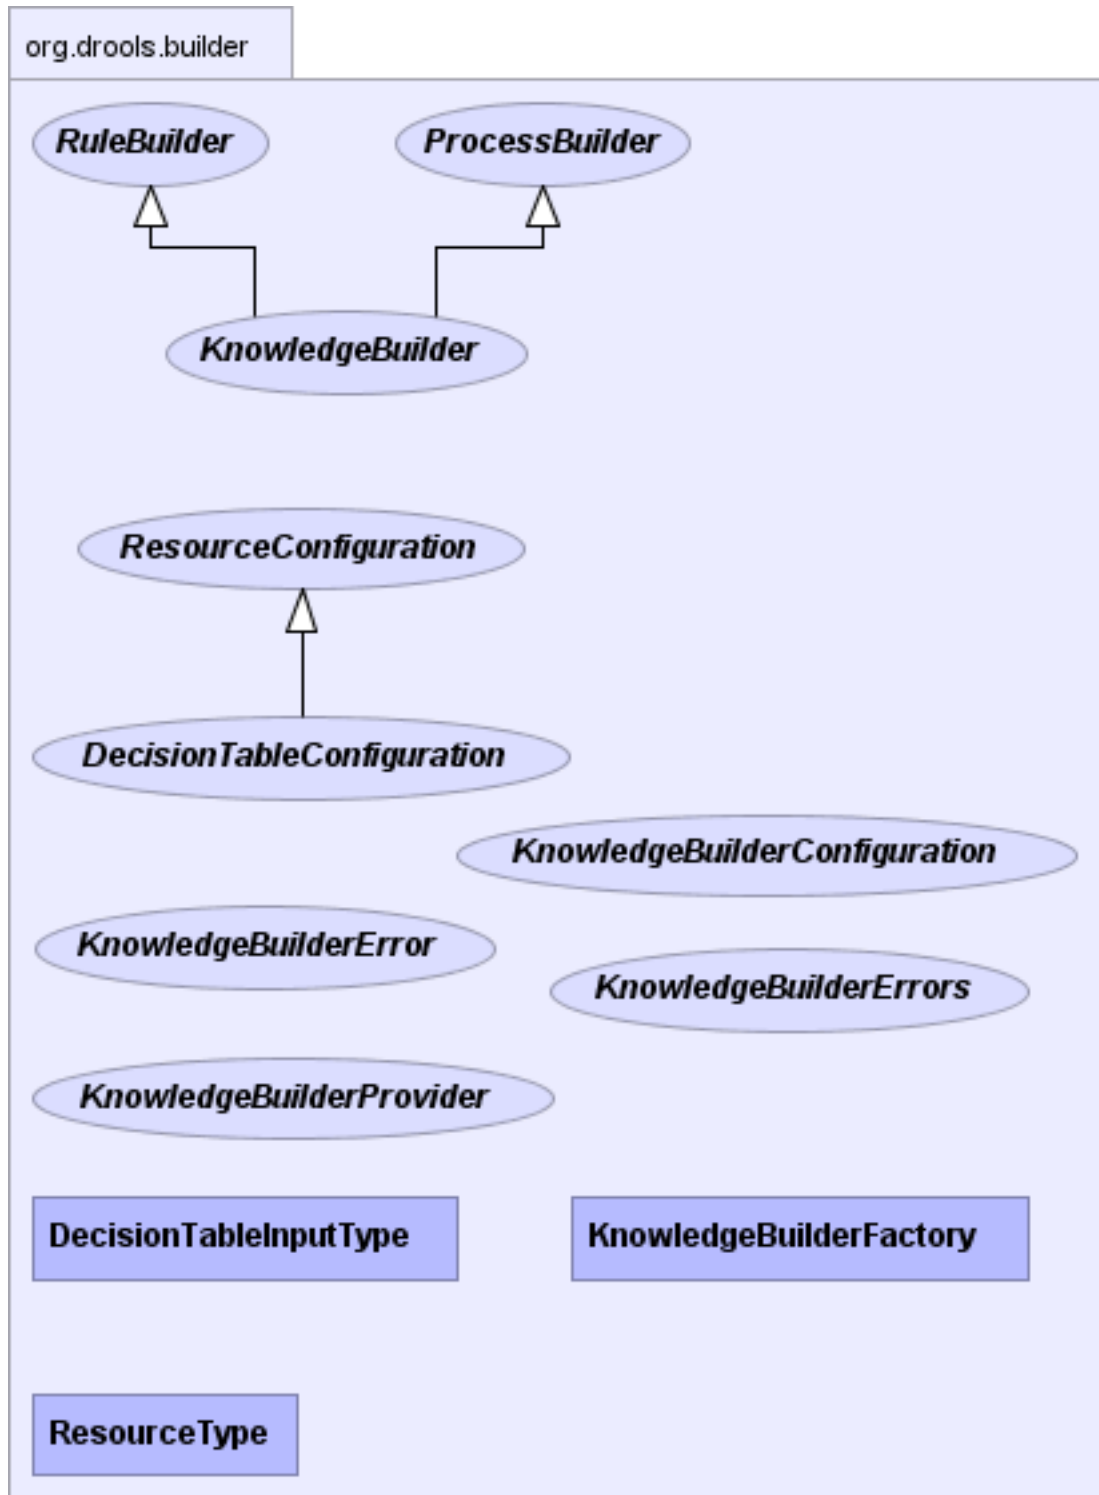 org.drools.builder
RuleBuilder
ProcessBuilder
KnowledgeBuilder
ResourceConfiguration
DecisionTableConfiguration
KnowledgeBuilderConfiguration
KnowledgeBuilderError
KnowledgeBuilderErrors
KnowledgeBuilderProvider
DecisionTableInputType
KnowledgeBuilderFactory
ResourceType